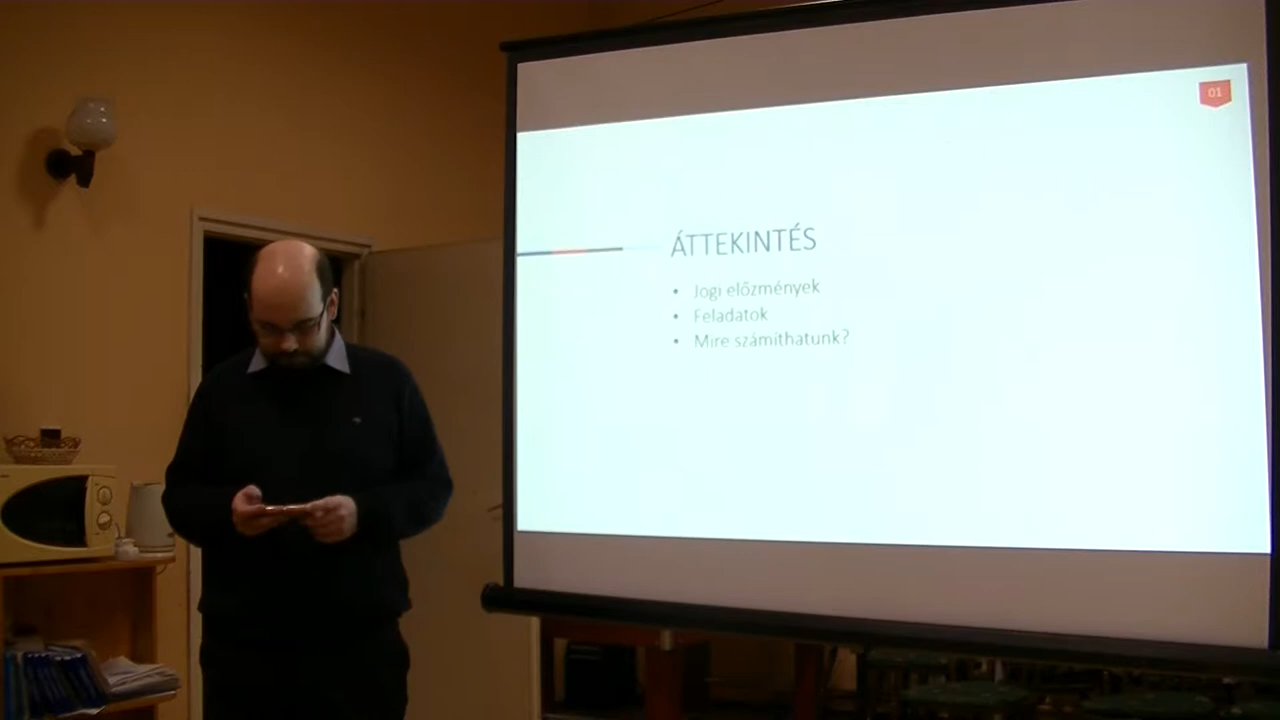 01
ÁTTEKINTÉS
• Jogi előzmények
• Feladatok
• Mire számíthatunk?